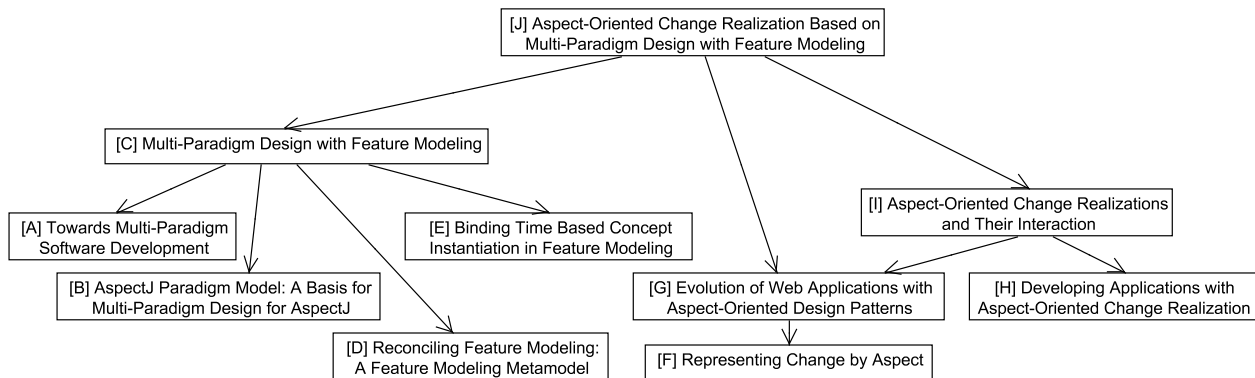 [J] Aspect-Oriented Change Realization Based on
Multi-Paradigm Design with Feature Modeling
[C] Multi-Paradigm Design with Feature Modeling
[I] Aspect-Oriented Change Realizations
and Their Interaction
[A] Towards Multi-Paradigm
Software Development
[E] Binding Time Based Concept
Instantiation in Feature Modeling
[B] AspectJ Paradigm Model: A Basis for
Multi-Paradigm Design for AspectJ
[G] Evolution of Web Applications with
Aspect-Oriented Design Patterns
[H] Developing Applications with
Aspect-Oriented Change Realization
[D] Reconciling Feature Modeling:
A Feature Modeling Metamodel
[F] Representing Change by Aspect